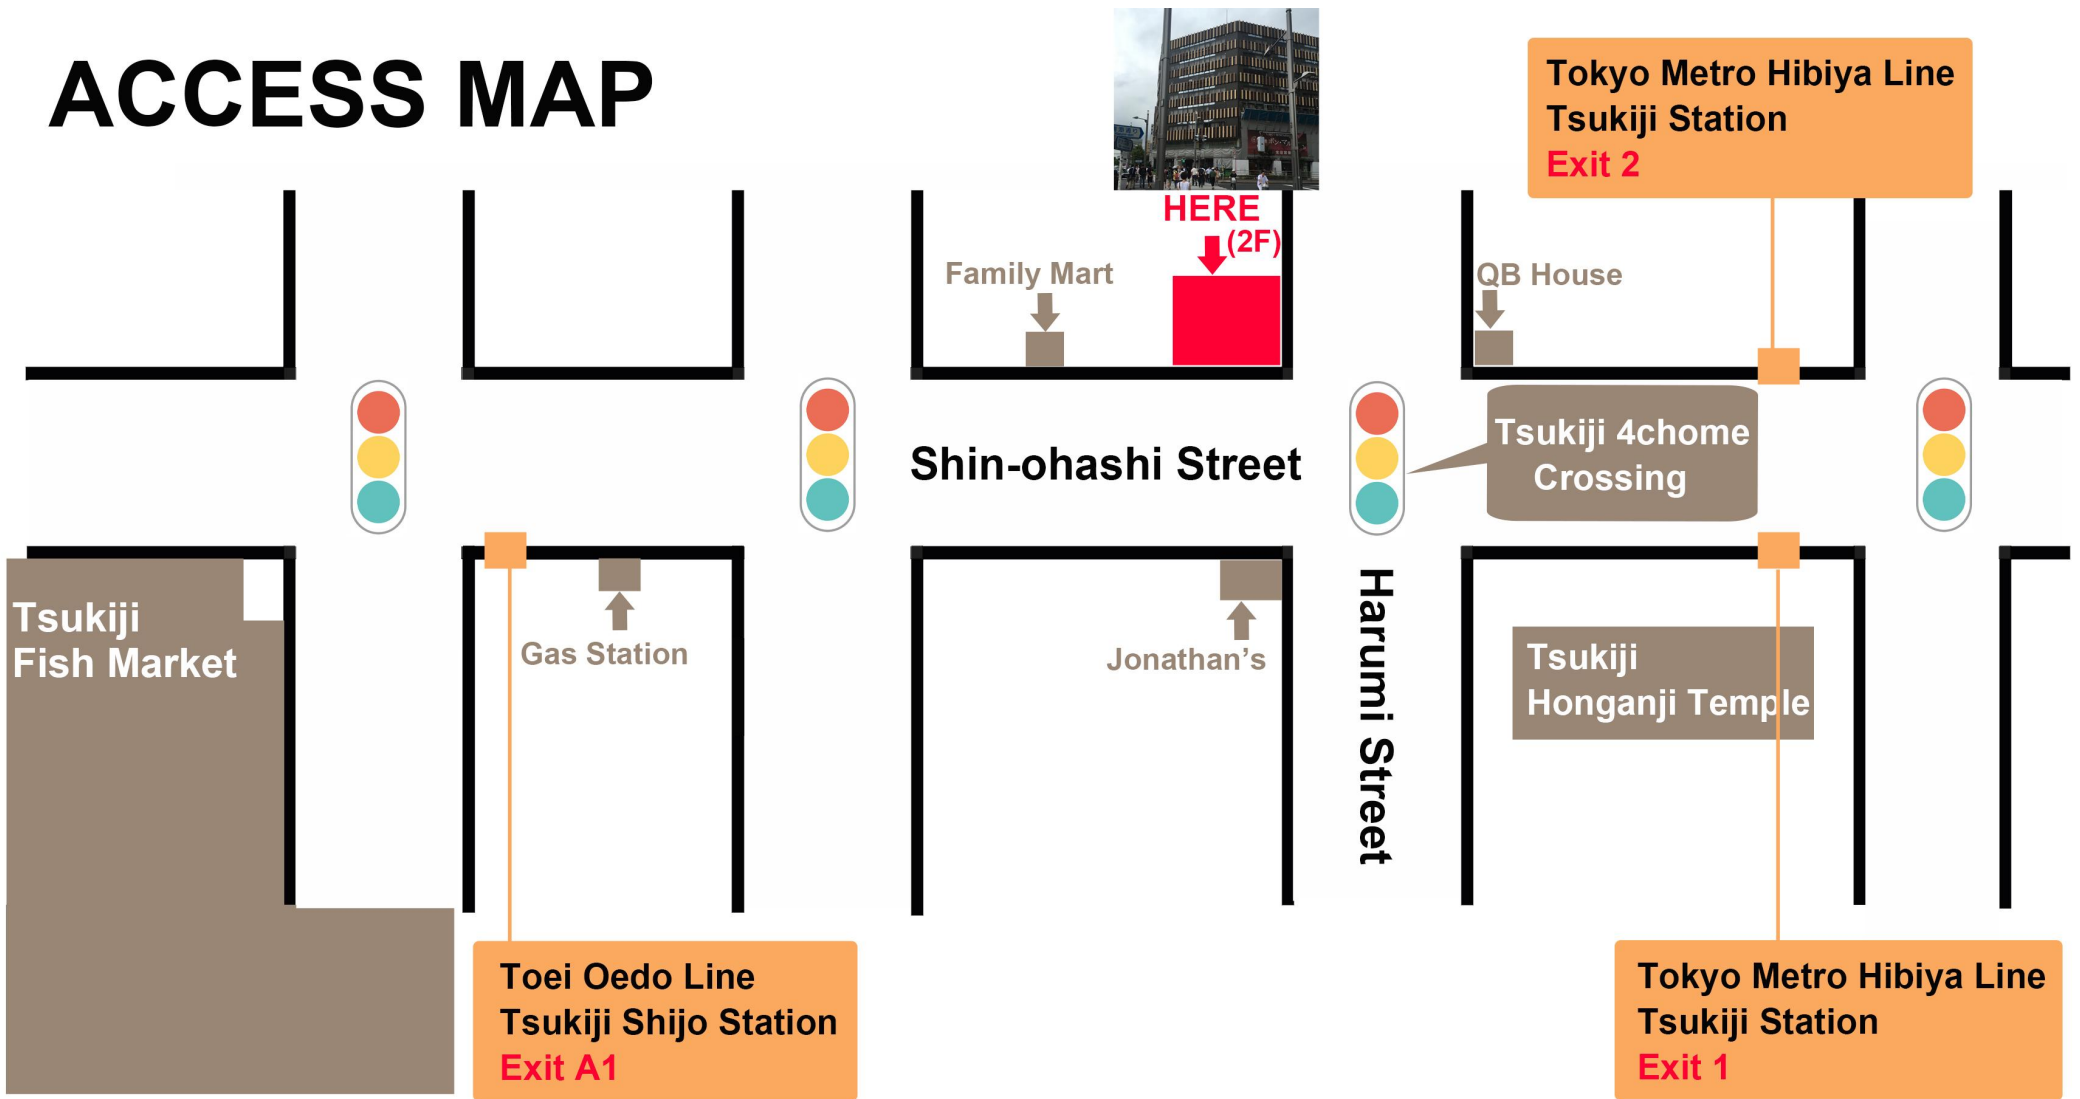 ACCESS MAP
Tokyo Metro Hibiya Line
Tsukiji Station
Exit 2
HERE
(2F)
Family Mart
QB House
Shin-ohashi Street
Tsukiji 4chome
Crossing
Tsukiji
Fish Market
Gas Station
Jonathan's
Harumi Street
Tsukiji
Honganji Temple
Toei Oedo Line
Tsukiji Shijo Station
Exit A1
Tokyo Metro Hibiya Line
Tsukiji Station
Exit 1